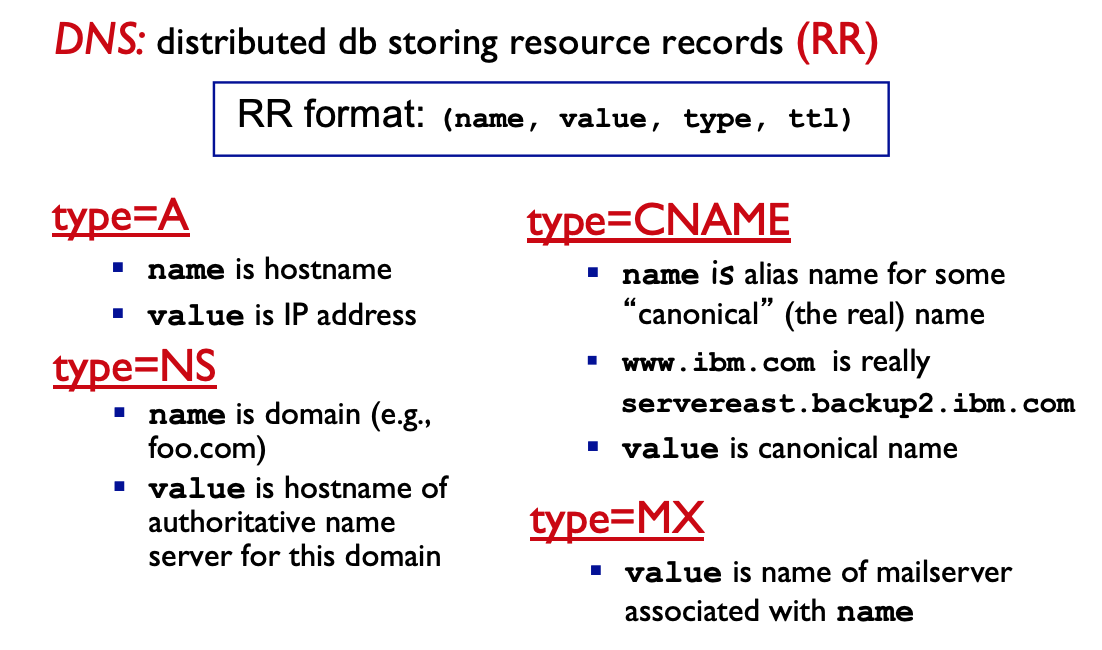 DNS: distributed db storing resource records (RR)
RR format: (name, value, type, ttl)
type=A
name is hostname
value is IP address
type=NS
name is domain (e.g.,
foo.com)
value is hostname of
authoritative name
server for this domain
type=CNAME
name is alias name for some
“canonical” (the real) name
www.ibm.com is really
servereast.backup2.ibm.com
value is canonical name
type=MX
value is name of mailserver
associated with name